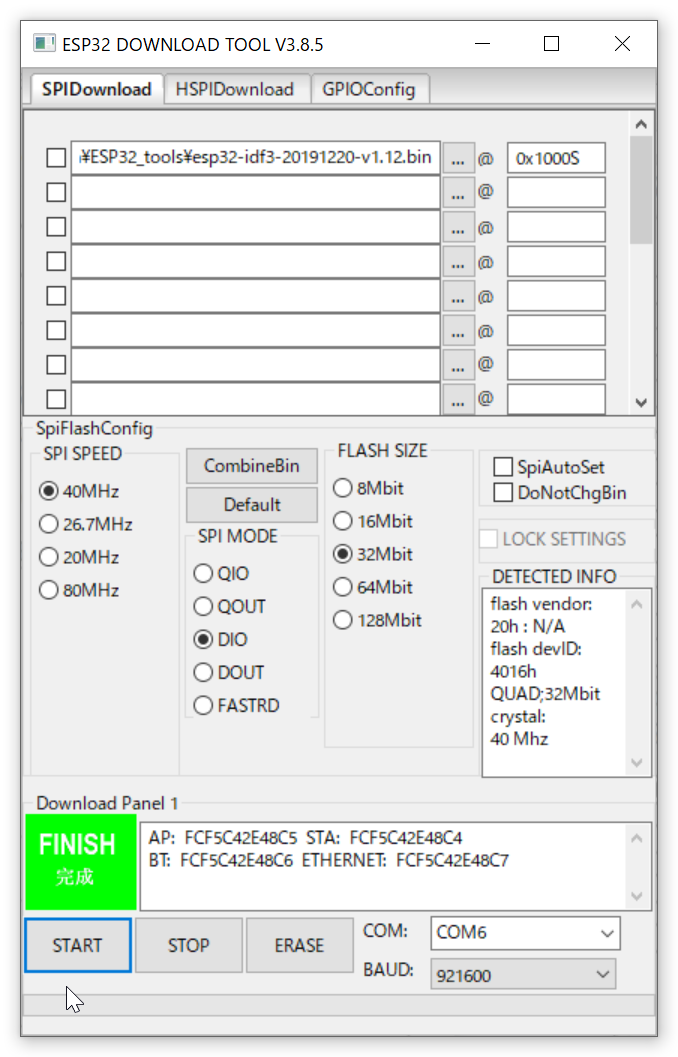 ESP32 DOWNLOAD TOOL V3.8.5
SPIDownload HSPIDownload GPIOConfig
¥ESP32_tools¥esp32-idf3-20191220-v1.12.bin ... @ 0x1000S
... @
... @
... @
... @
... @
... @
... @
SpiFlashConfig
SPI SPEED
40MHz
26.7MHz
20MHz
80MHz
CombineBin
Default
SPI MODE
QIO
QOUT
DIO
DOUT
FASTRD
FLASH SIZE
8Mbit
16Mbit
32Mbit
64Mbit
128Mbit
SpiAutoSet
DoNotChgBin
LOCK SETTINGS
DETECTED INFO
flash vendor:
20h : N/A
flash devID:
4016h
QUAD;32Mbit
crystal:
40 Mhz
Download Panel 1
FINISH
完成
AP: FCF5C42E48C5 STA: FCF5C42E48C4
BT: FCF5C42E48C6 ETHERNET: FCF5C42E48C7
START STOP ERASE
COM: COM6
BAUD: 921600